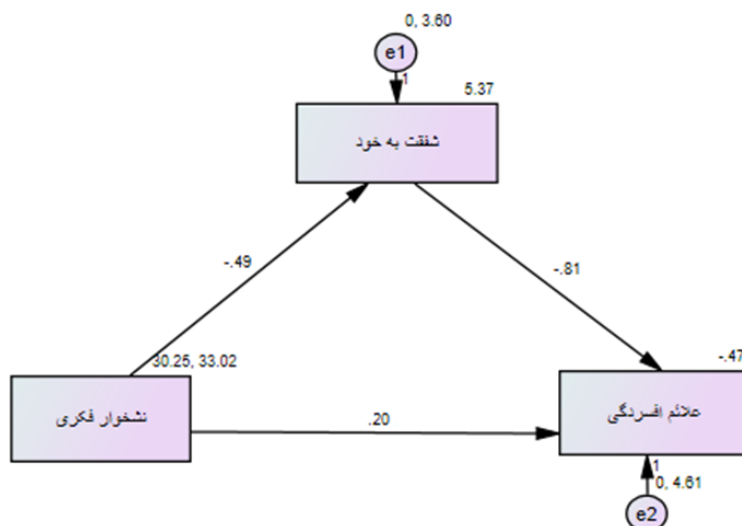 0, 3.60
e1
1
5.37
شفقت به خود
-.49
-.81
30.25, 33.02
-.47
نشخوار فکری
.20
علائم افسردگی
1
0, 4.61
e2